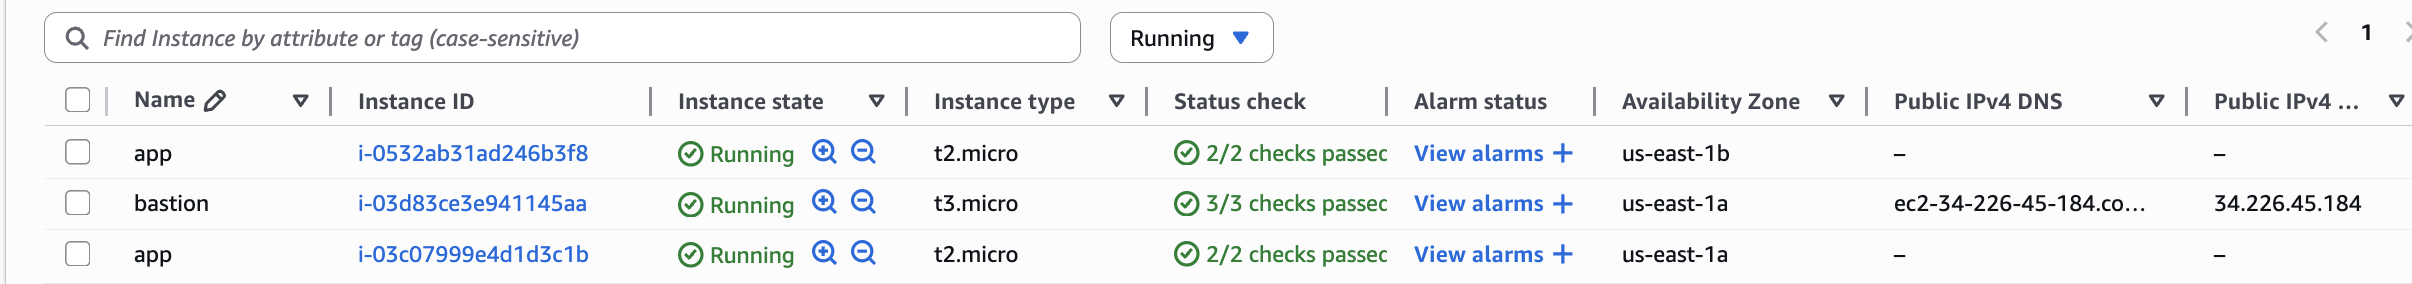 Find Instance by attribute or tag (case-sensitive) Running 1
Name Instance ID Instance state Instance type Status check Alarm status Availability Zone Public IPv4 DNS Public IPv4 ...
app i-0532ab31ad246b3f8 Running t2.micro 2/2 checks passed View alarms + us-east-1b – –
bastion i-03d83ce3e941145aa Running t3.micro 3/3 checks passed View alarms + us-east-1a ec2-34-226-45-184.co... 34.226.45.184
app i-03c07999e4d1d3c1b Running t2.micro 2/2 checks passed View alarms + us-east-1a – –